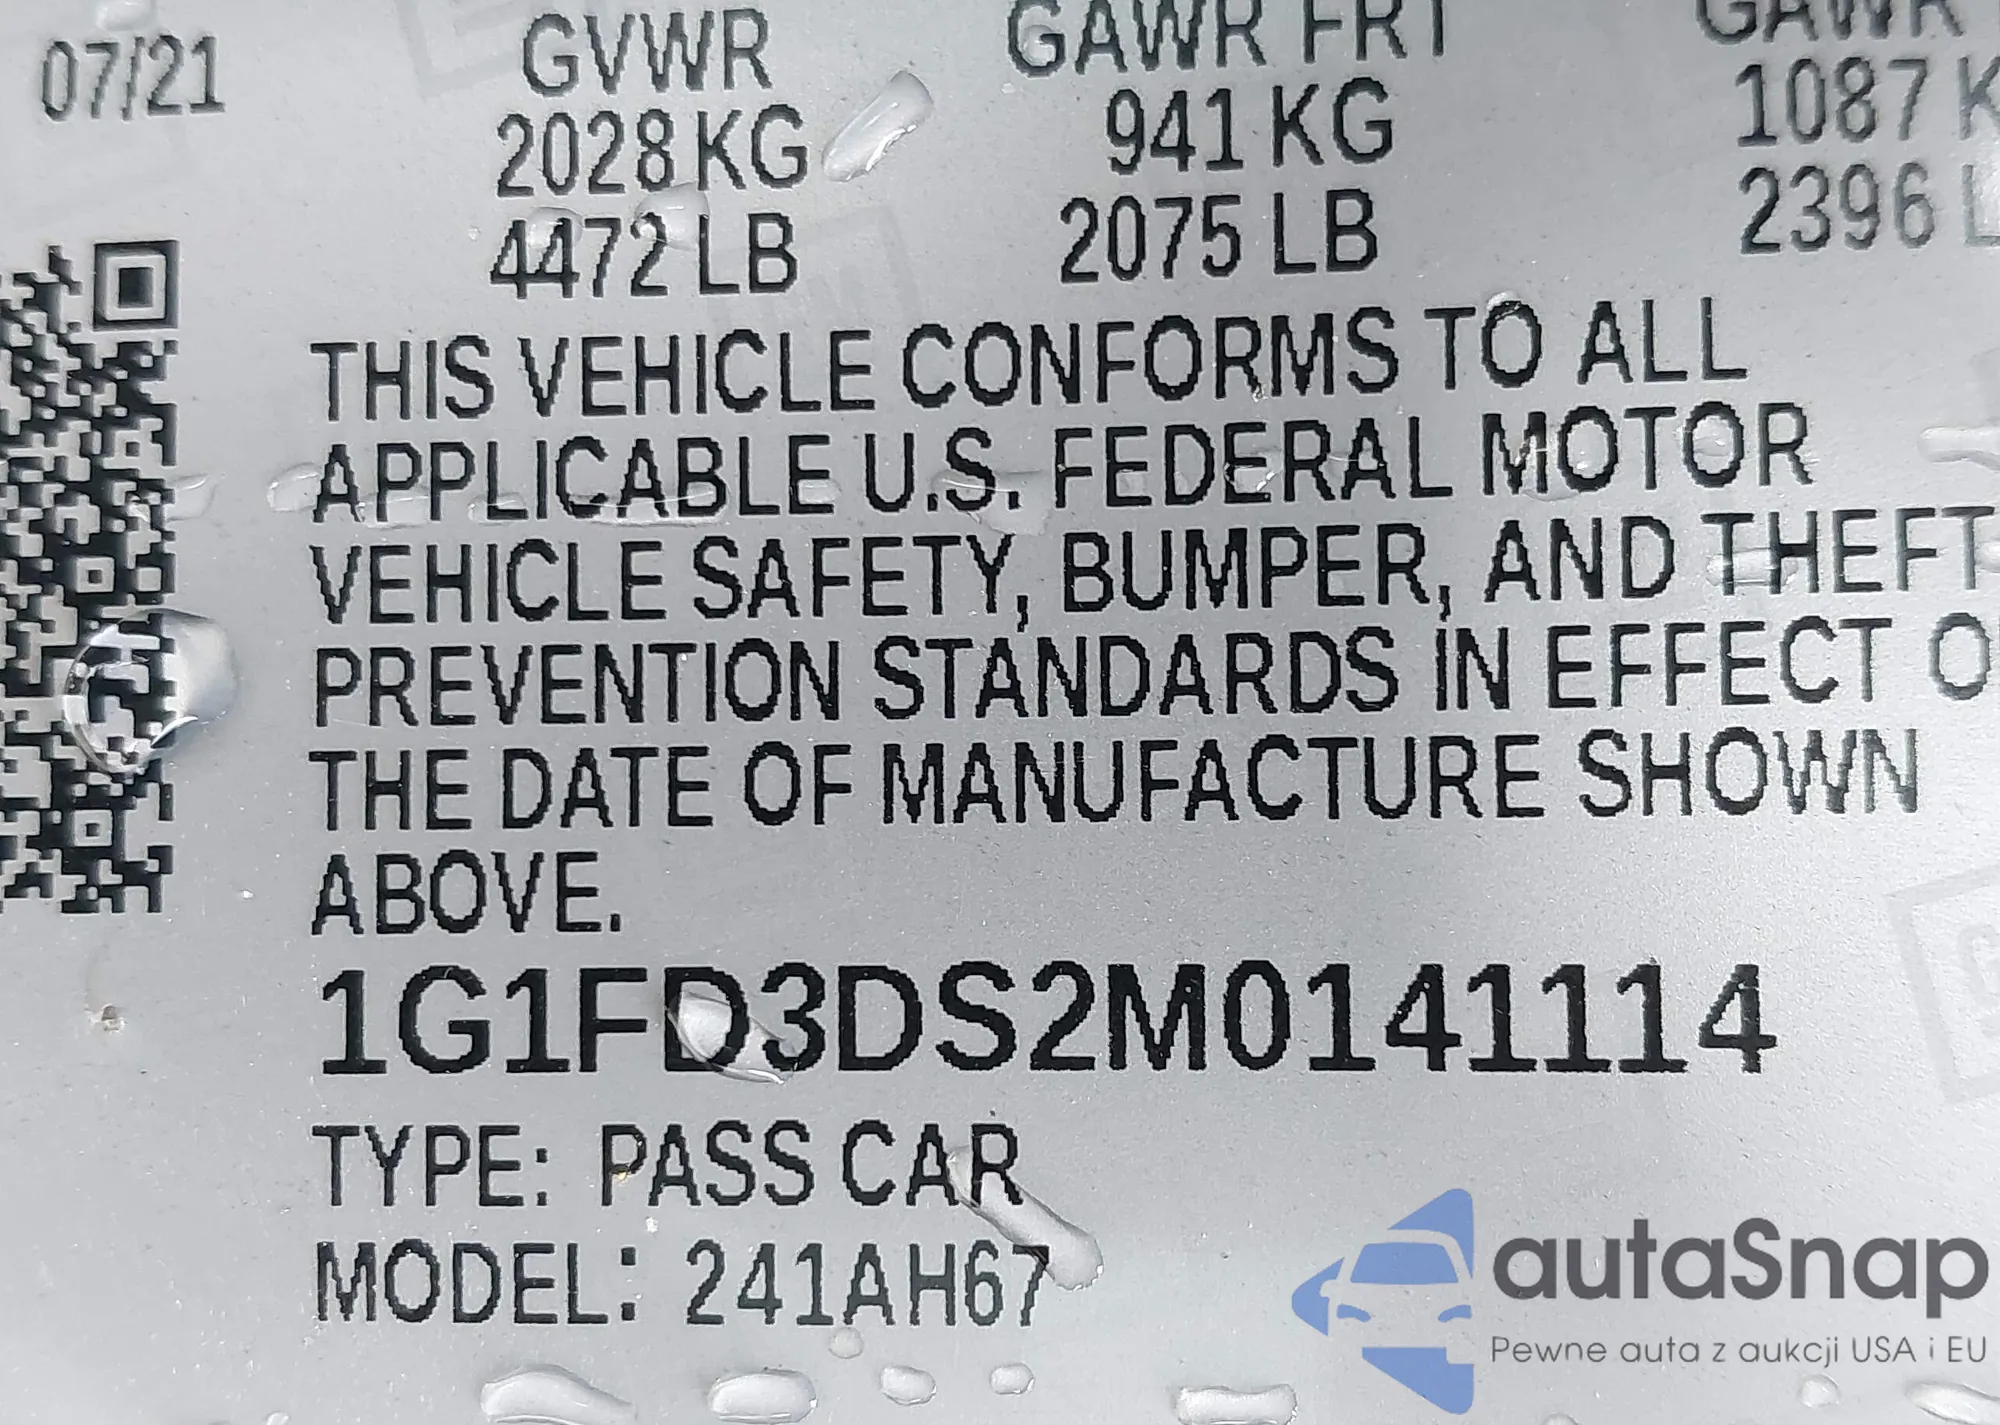 07/21 GVWR GAWR FRT GAWR
2028 KG 941 KG 1087 K
4472 LB 2075 LB 2396 L
THIS VEHICLE CONFORMS TO ALL
APPLICABLE U.S. FEDERAL MOTOR
VEHICLE SAFETY, BUMPER, AND THEFT
PREVENTION STANDARDS IN EFFECT O
THE DATE OF MANUFACTURE SHOWN
ABOVE.
1G1FD3DS2M0141114
TYPE: PASS CAR
MODEL: 241AH67
autaSnap
Pewne auta z aukcji USA i EU